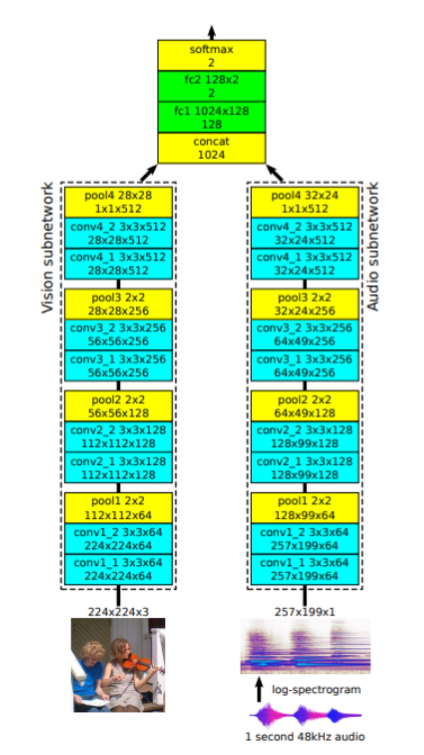 softmax
2
fc2 128x2
2
fc1 1024x128
128
concat
1024
Vision subnetwork
pool4 28x28
1x1x512
conv4_2 3x3x512
28x28x512
conv4_1 3x3x512
28x28x512
pool3 2x2
28x28x256
conv3_2 3x3x256
56x56x256
conv3_1 3x3x256
56x56x256
pool2 2x2
56x56x128
conv2_2 3x3x128
112x112x128
conv2_1 3x3x128
112x112x128
pool1 2x2
112x112x64
conv1_2 3x3x64
224x224x64
conv1_1 3x3x64
224x224x64
224x224x3
Audio subnetwork
pool4 32x24
1x1x512
conv4_2 3x3x512
32x24x512
conv4_1 3x3x512
32x24x512
pool3 2x2
32x24x256
conv3_2 3x3x256
64x49x256
conv3_1 3x3x256
64x49x256
pool2 2x2
64x49x128
conv2_2 3x3x128
128x99x128
conv2_1 3x3x128
128x99x128
pool1 2x2
128x99x64
conv1_2 3x3x64
257x199x64
conv1_1 3x3x64
257x199x64
257x199x1
log-spectrogram
1 second 48kHz audio